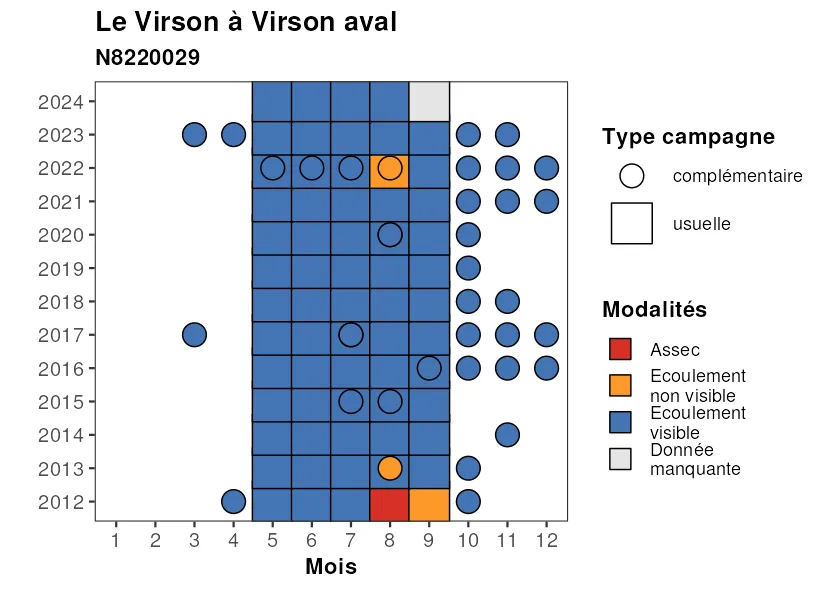 Le Virson à Virson aval
N8220029
2024
2023
2022
2021
2020
2019
2018
2017
2016
2015
2014
2013
2012
1 2 3 4 5 6 7 8 9 10 11 12
Mois
Type campagne
complémentaire
usuelle
Modalités
Assec
Ecoulement
non visible
Ecoulement
visible
Donnée
manquante